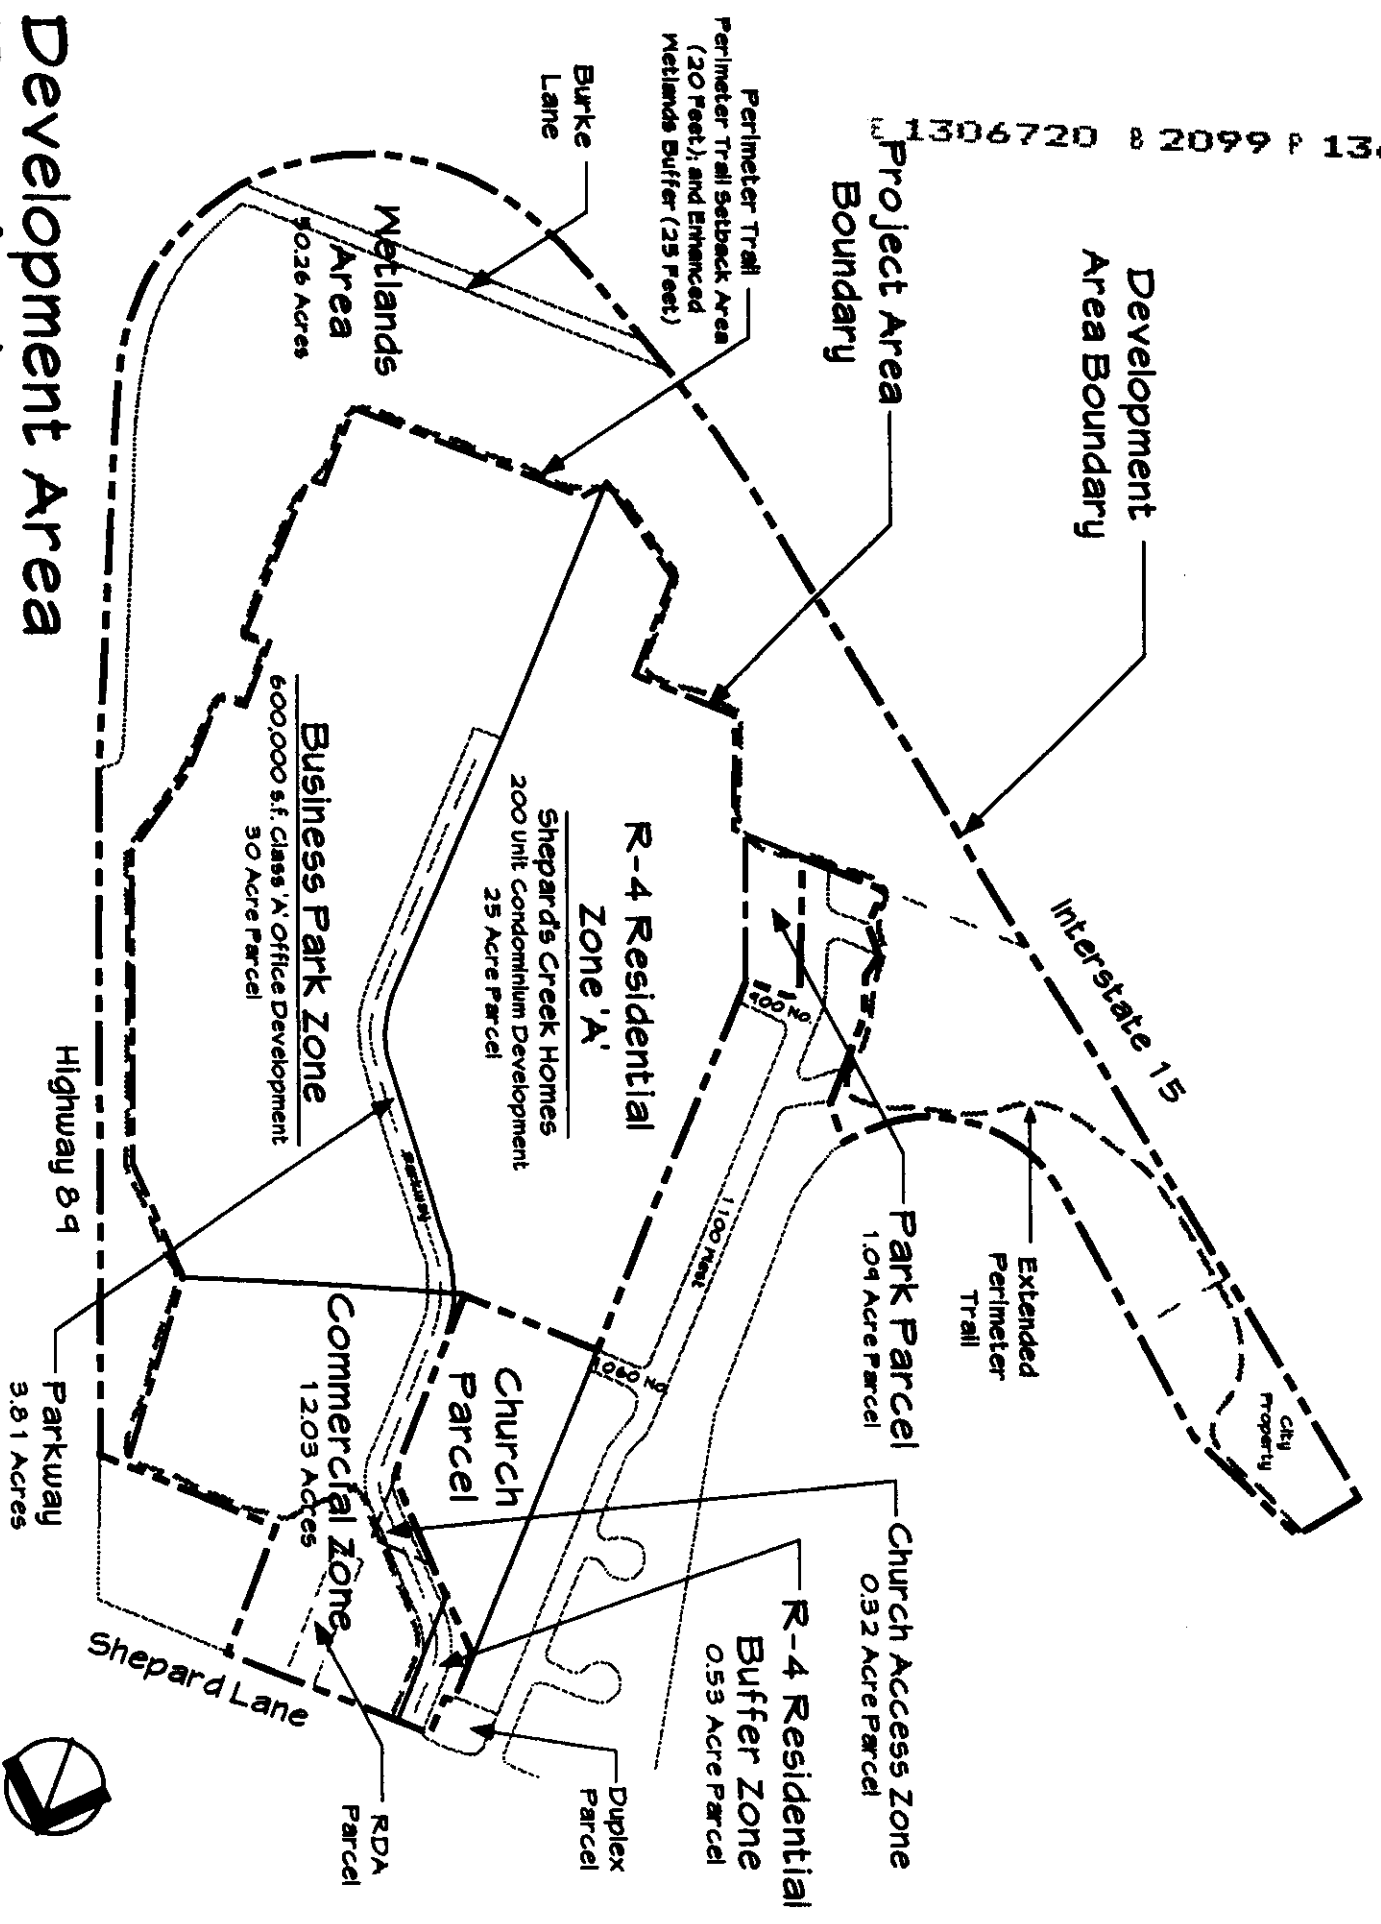 E 1306720 B 2099 P 13
Development
Area Boundary
Project Area
Boundary
Perimeter Trail
Perimeter Trail Setback Area
(20 Feet); and Enhanced
Wetlands Buffer (25 Feet)
Burke
Lane
Wetlands
Area
Interstate 15
R-4 Residential
Zone 'A'
Shepard's Creek Homes
200 Unit Condominium Development
25 Acre Parcel
Business Park Zone
600,000 s.f. Class 'A' Office Development
30 Acre Parcel
900 No.
1100 West
1060 No.
Parkway
Extended
Perimeter
Trail
City
Property
Park Parcel
1.09 Acre Parcel
Church
Parcel
Commercial Zone
12.03 Acres
Church Access Zone
0.32 Acre Parcel
R-4 Residential
Buffer Zone
0.53 Acre Parcel
Duplex
Parcel
RDA
Parcel
Highway 89
Parkway
3.81 Acres
Shepard Lane
Development Area